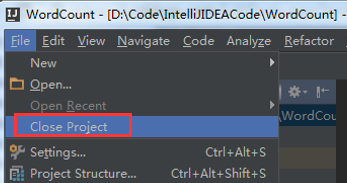 WordCount - [D:\Code\IntelliJIDEACode\WordCount] -
File Edit View Navigate Code Analyze Refactor
New
Open...
\WordCoun
Open Recent
Close Project
Settings... Ctrl+Alt+S
Project Structure... Ctrl+Alt+Shift+S